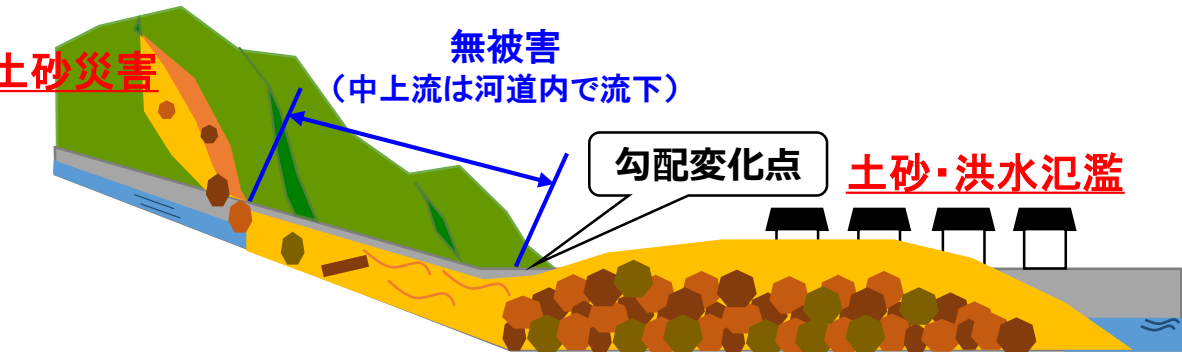 土砂災害
無被害
（中上流は河道内で流下）
勾配変化点
土砂・洪水氾濫